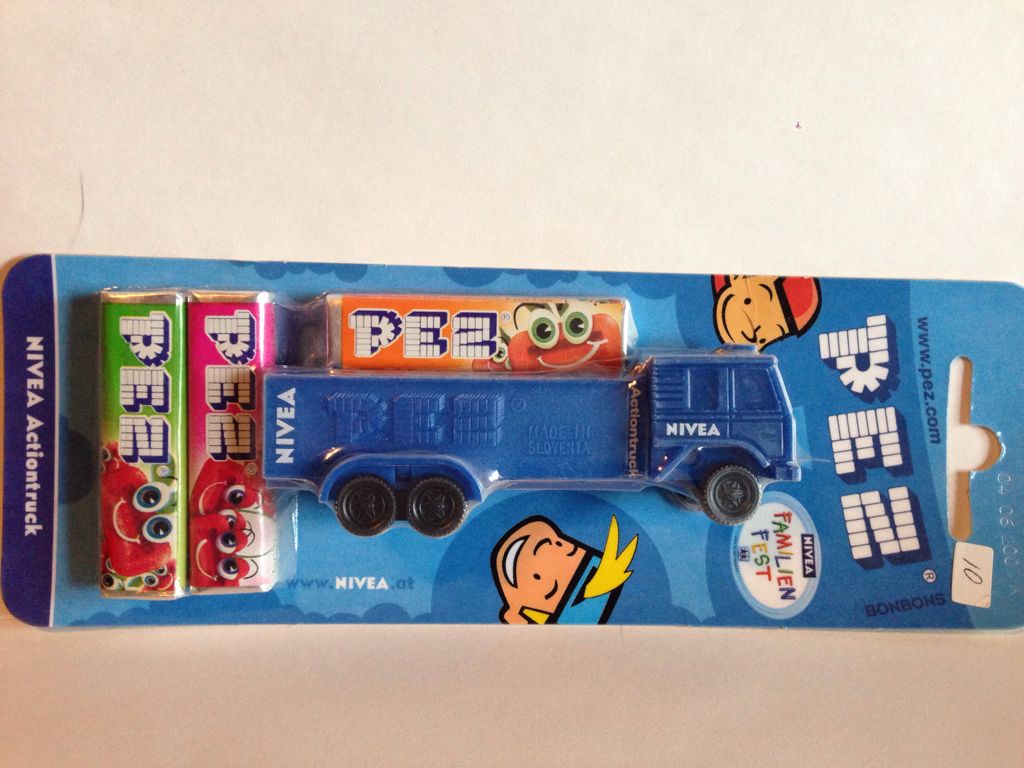 NIVEA Actiontruck
PEZ
PEZ
PEZ®
NIVEA
PEZ®
MADE IN
SLOVENIA
Actiontruck
NIVEA
www.NIVEA.at
NIVEA
FAMILIEN
FEST
www.pez.com
PEZ®
BONBONS
10